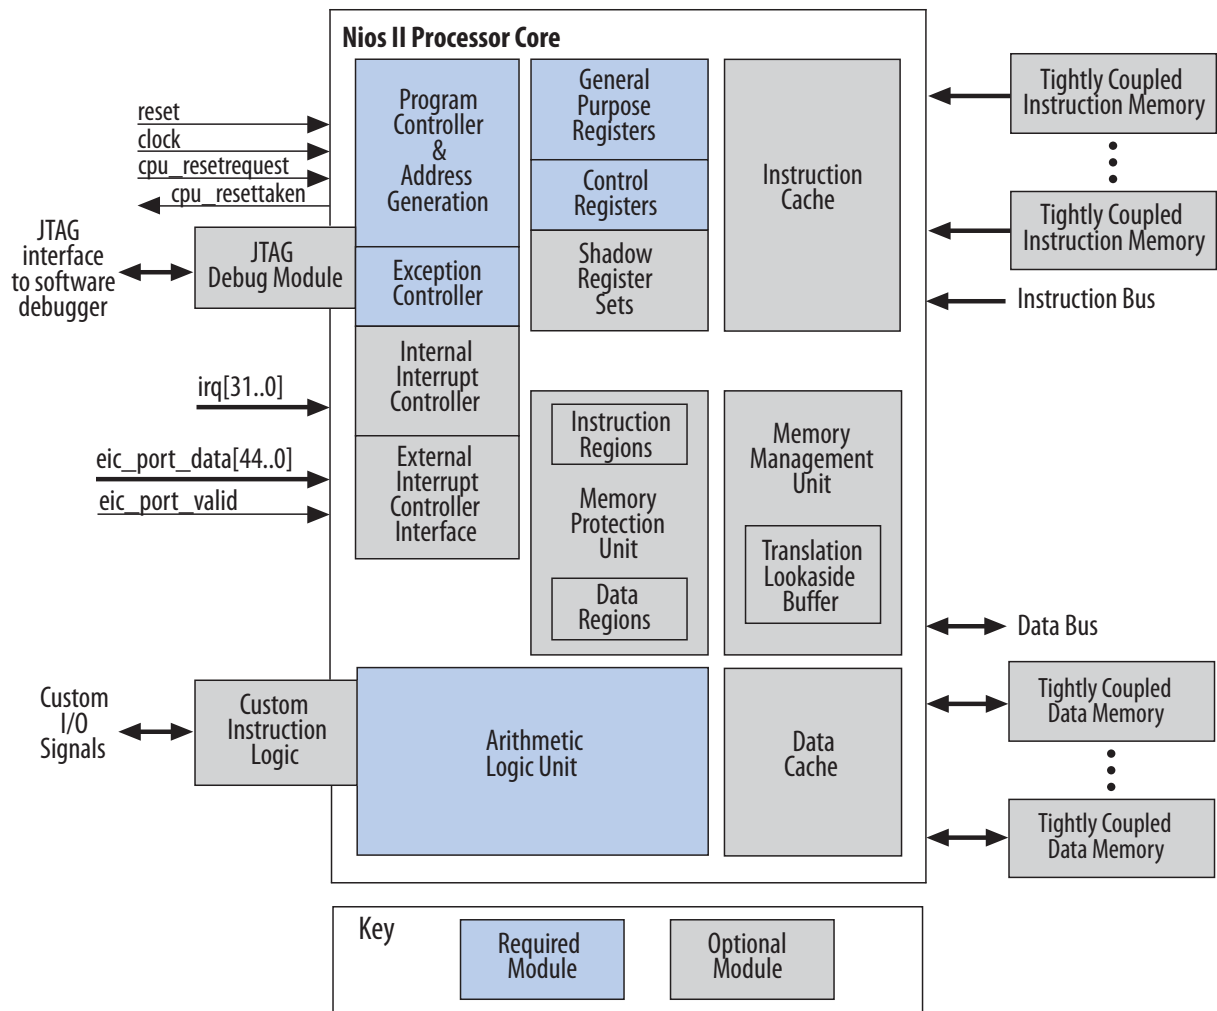 Nios II Processor Core
reset
clock
cpu_resetrequest
cpu_resettaken
JTAG
interface
to software
debugger
JTAG
Debug Module
irq[31..0]
eic_port_data[44..0]
eic_port_valid
Custom
I/O
Signals
Custom
Instruction
Logic
Program
Controller
&
Address
Generation
Exception
Controller
Internal
Interrupt
Controller
External
Interrupt
Controller
Interface
General
Purpose
Registers
Control
Registers
Shadow
Register
Sets
Instruction
Cache
Instruction
Regions
Memory
Protection
Unit
Data
Regions
Memory
Management
Unit
Translation
Lookaside
Buffer
Arithmetic
Logic Unit
Data
Cache
Tightly Coupled
Instruction Memory
Tightly Coupled
Instruction Memory
Instruction Bus
Data Bus
Tightly Coupled
Data Memory
Tightly Coupled
Data Memory
Key
Required
Module
Optional
Module